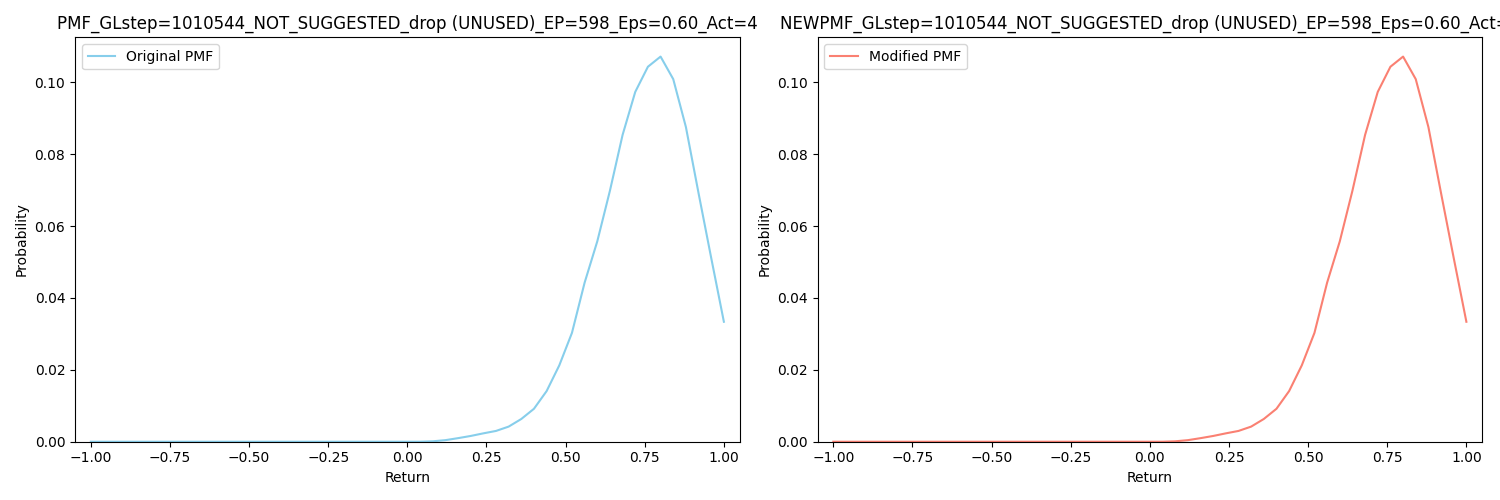 PMF_GLstep=1010544_NOT_SUGGESTED_drop (UNUSED)_EP=598_Eps=0.60_Act=4
Original PMF
Probability
0.10
0.08
0.06
0.04
0.02
0.00
−1.00 −0.75 −0.50 −0.25 0.00 0.25 0.50 0.75 1.00
Return
NEWPMF_GLstep=1010544_NOT_SUGGESTED_drop (UNUSED)_EP=598_Eps=0.60_Act=
Modified PMF
Probability
0.10
0.08
0.06
0.04
0.02
0.00
−1.00 −0.75 −0.50 −0.25 0.00 0.25 0.50 0.75 1.00
Return